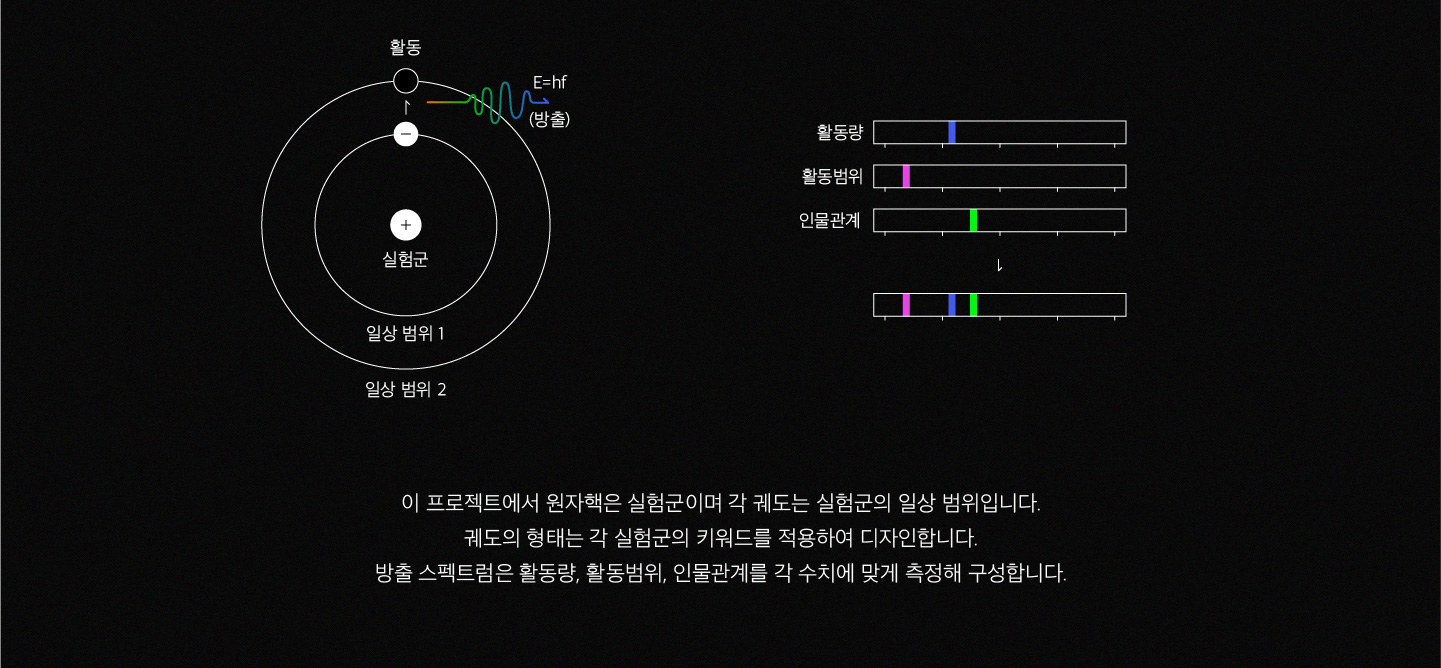 활동
E=hf
(방출)
−
+
실험군
일상 범위 1
일상 범위 2
활동량
활동범위
인물관계
이 프로젝트에서 원자핵은 실험군이며 각 궤도는 실험군의 일상 범위입니다.
궤도의 형태는 각 실험군의 키워드를 적용하여 디자인합니다.
방출 스펙트럼은 활동량, 활동범위, 인물관계를 각 수치에 맞게 측정해 구성합니다.